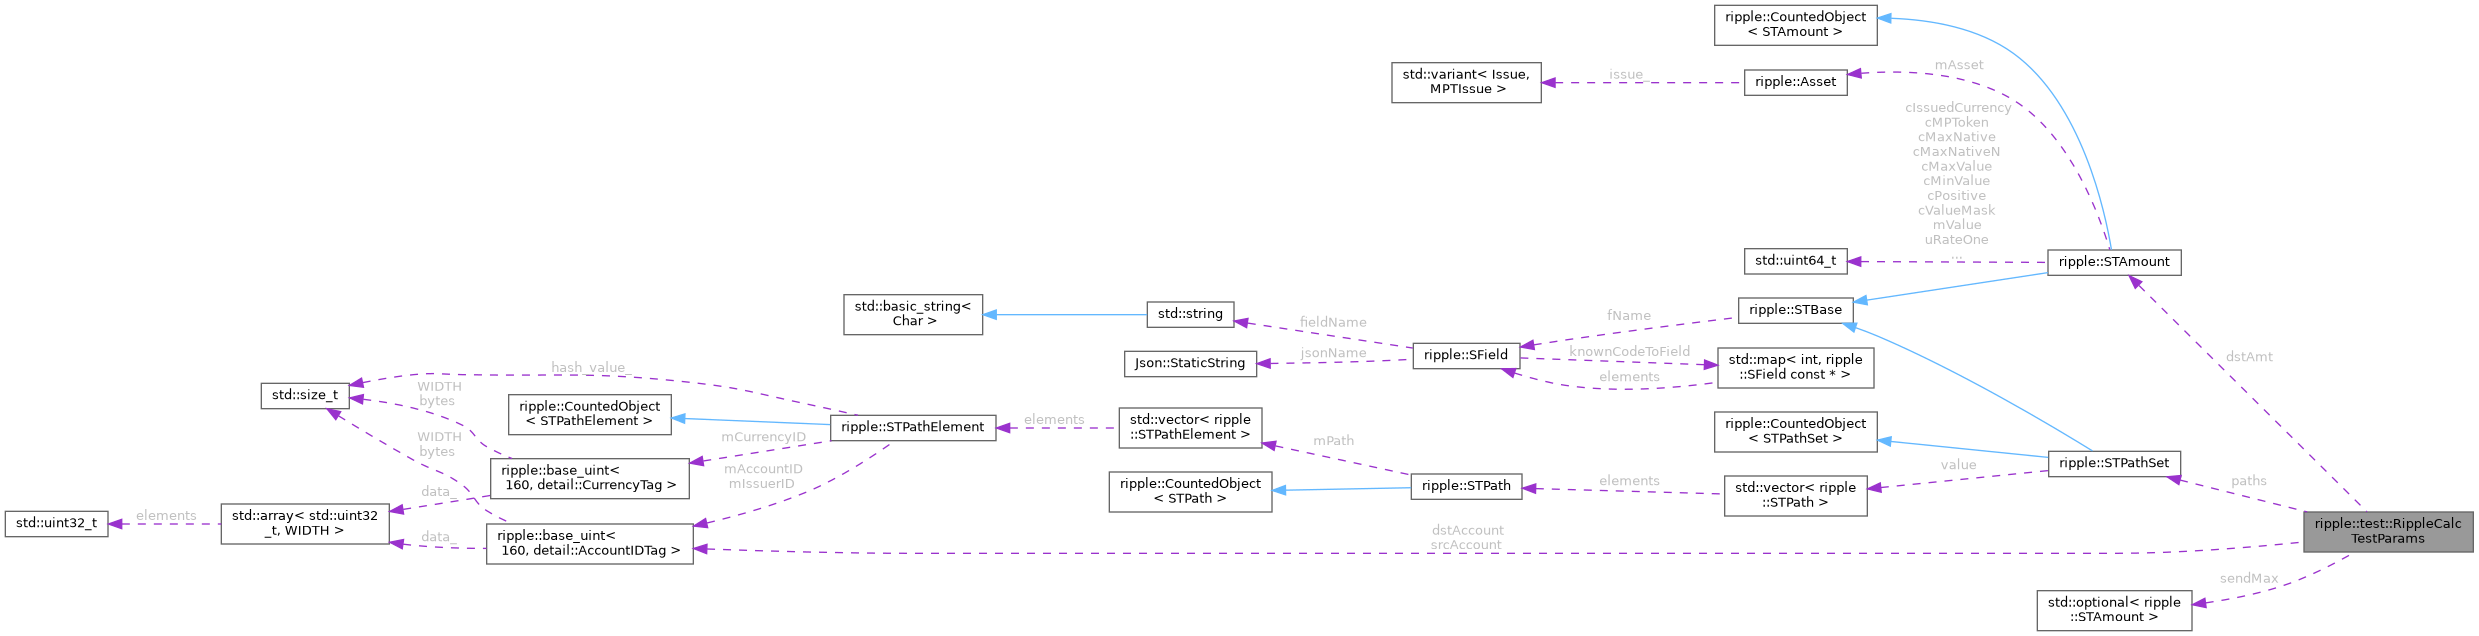 ripple::CountedObject
< STAmount >
mAsset
std::variant< Issue,
MPTIssue >
issue_
ripple::Asset
cIssuedCurrency
cMPToken
cMaxNative
cMaxNativeN
cMaxValue
cMinValue
cPositive
cValueMask
mValue
uRateOne
...
std::uint64_t
ripple::STAmount
std::basic_string<
Char >
std::string
fieldName
fName
ripple::STBase
jsonName
Json::StaticString
ripple::SField
knownCodeToField
elements
std::map< int, ripple
::SField const * >
dstAmt
hash_value_
std::size_t
WIDTH
bytes
ripple::CountedObject
< STPathElement >
ripple::STPathElement
elements
std::vector< ripple
::STPathElement >
mPath
ripple::CountedObject
< STPathSet >
WIDTH
bytes
mCurrencyID
mAccountID
mIssuerID
ripple::base_uint<
160, detail::CurrencyTag >
ripple::CountedObject
< STPath >
ripple::STPath
elements
std::vector< ripple
::STPath >
value
ripple::STPathSet
paths
data_
std::uint32_t
elements
std::array< std::uint32
_t, WIDTH >
data_
ripple::base_uint<
160, detail::AccountIDTag >
dstAccount
srcAccount
ripple::test::RippleCalc
TestParams
sendMax
std::optional< ripple
::STAmount >